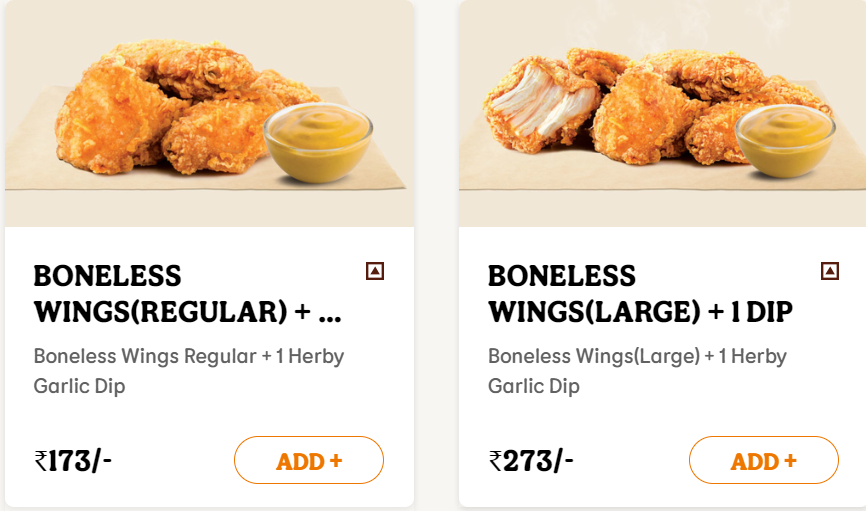 BONELESS
WINGS(REGULAR) + ...
Boneless Wings Regular + 1 Herby
Garlic Dip
₹173/-
ADD +
BONELESS
WINGS(LARGE) + 1 DIP
Boneless Wings(Large) + 1 Herby
Garlic Dip
₹273/-
ADD +